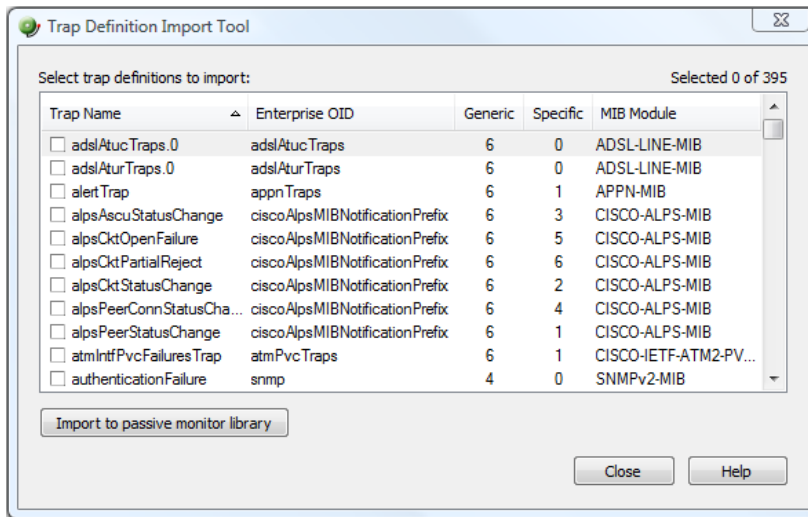 Trap Definition Import Tool
Select trap definitions to import: Selected 0 of 395
Trap Name Enterprise OID Generic Specific MIB Module
adslAtucTraps.0 adslAtucTraps 6 0 ADSL-LINE-MIB
adslAturTraps.0 adslAturTraps 6 0 ADSL-LINE-MIB
alertTrap appnTraps 6 1 APPN-MIB
alpsAscuStatusChange ciscoAlpsMIBNotificationPrefix 6 3 CISCO-ALPS-MIB
alpsCktOpenFailure ciscoAlpsMIBNotificationPrefix 6 5 CISCO-ALPS-MIB
alpsCktPartialReject ciscoAlpsMIBNotificationPrefix 6 6 CISCO-ALPS-MIB
alpsCktStatusChange ciscoAlpsMIBNotificationPrefix 6 2 CISCO-ALPS-MIB
alpsPeerConnStatusCha... ciscoAlpsMIBNotificationPrefix 6 4 CISCO-ALPS-MIB
alpsPeerStatusChange ciscoAlpsMIBNotificationPrefix 6 1 CISCO-ALPS-MIB
atmIntfPvcFailuresTrap atmPvcTraps 6 1 CISCO-IETF-ATM2-PV...
authenticationFailure snmp 4 0 SNMPv2-MIB
Import to passive monitor library
Close Help